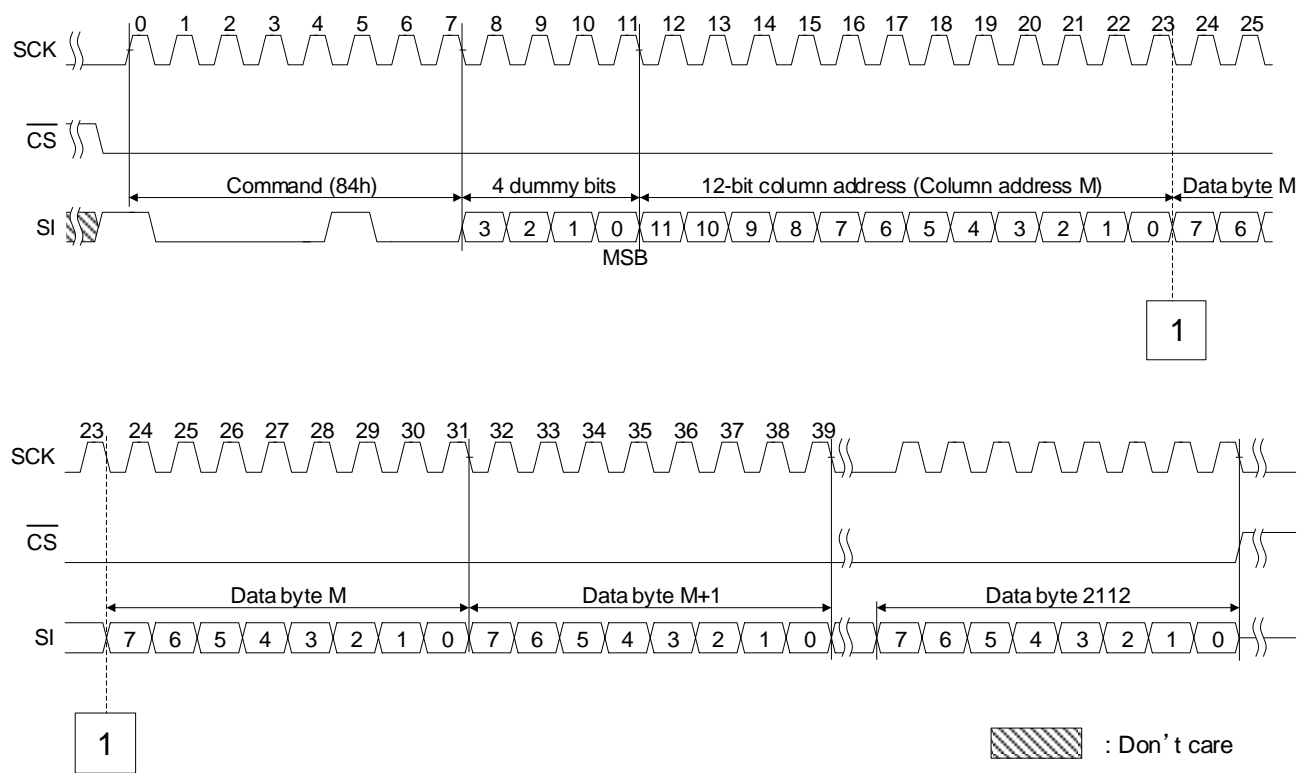 0 1 2 3 4 5 6 7 8 9 10 11 12 13 14 15 16 17 18 19 20 21 22 23 24 25
SCK
CS
Command (84h) 4 dummy bits 12-bit column address (Column address M) Data byte M
SI 3 2 1 0 11 10 9 8 7 6 5 4 3 2 1 0 7 6
MSB
1
23 24 25 26 27 28 29 30 31 32 33 34 35 36 37 38 39
SCK
CS
Data byte M Data byte M+1 Data byte 2112
SI 7 6 5 4 3 2 1 0 7 6 5 4 3 2 1 0 7 6 5 4 3 2 1 0
1
: Don't care